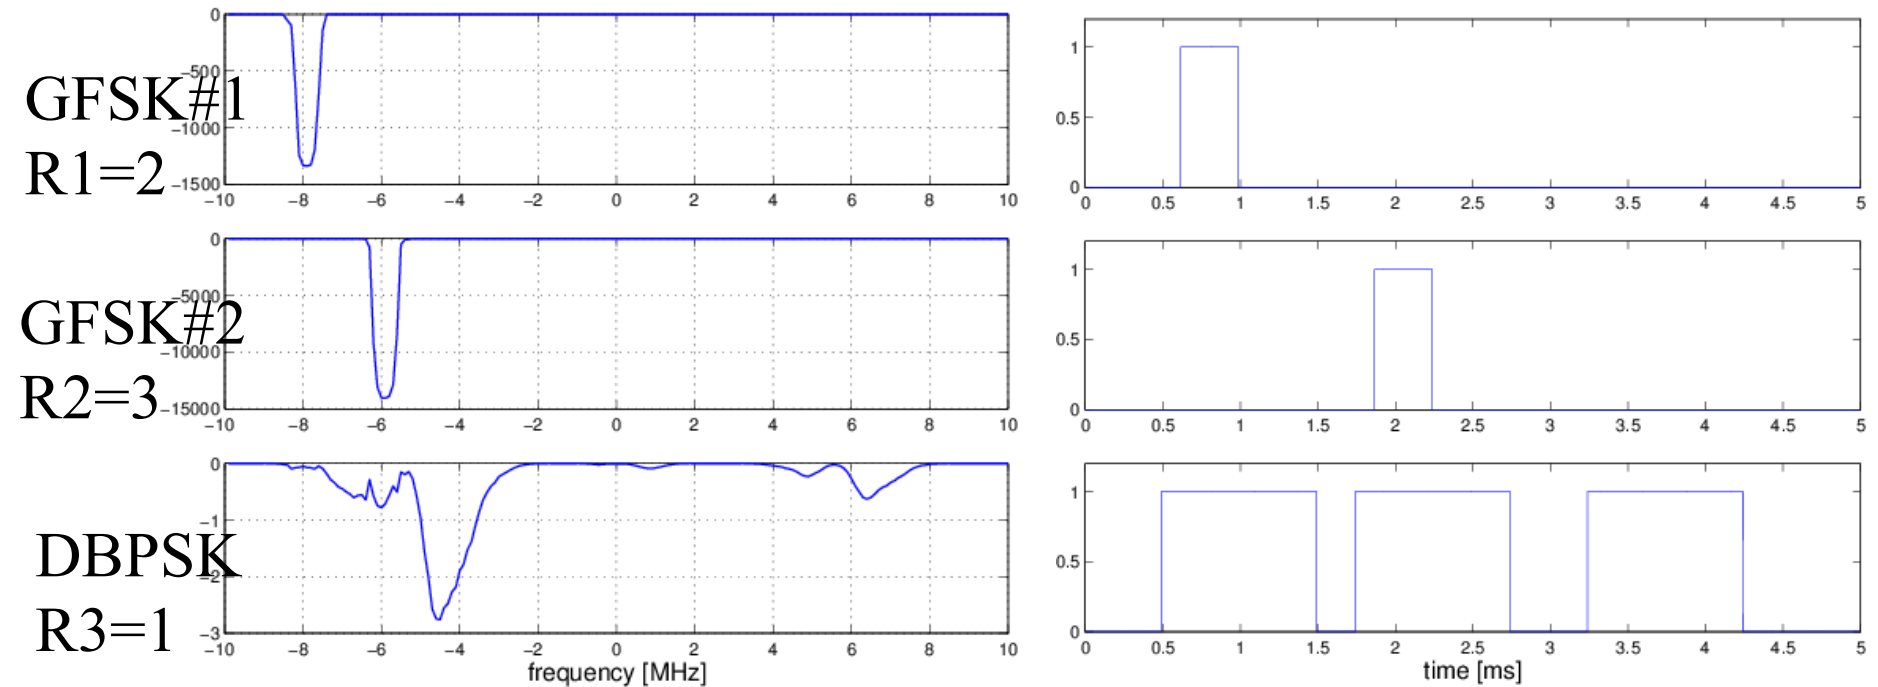 GFSK#1
R1=2
0
−500
−1000
−1500
−10 −8 −6 −4 −2 0 2 4 6 8 10
1
0.5
0
0 0.5 1 1.5 2 2.5 3 3.5 4 4.5 5
GFSK#2
R2=3
0
−5000
−10000
−15000
−10 −8 −6 −4 −2 0 2 4 6 8 10
1
0.5
0
0 0.5 1 1.5 2 2.5 3 3.5 4 4.5 5
DBPSK
R3=1
0
−1
−2
−3
−10 −8 −6 −4 −2 0 2 4 6 8 10
frequency [MHz]
1
0.5
0
0 0.5 1 1.5 2 2.5 3 3.5 4 4.5 5
time [ms]